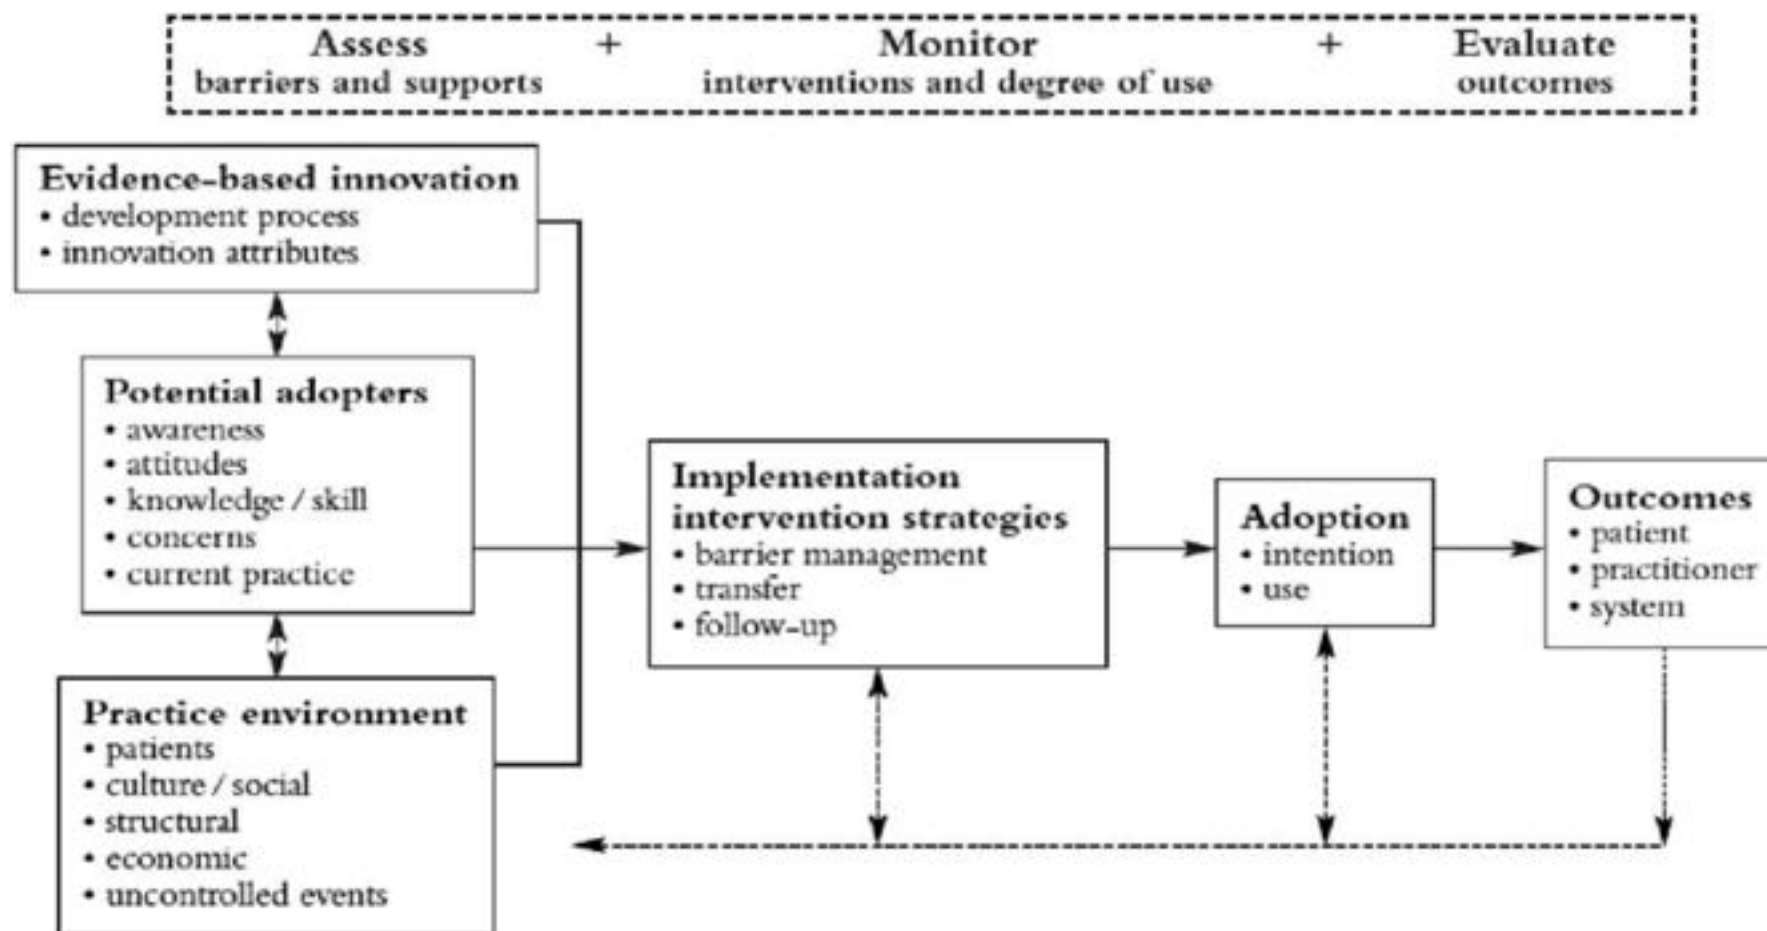 Assess + Monitor + Evaluate
barriers and supports interventions and degree of use outcomes
Evidence-based innovation
• development process
• innovation attributes
Potential adopters
• awareness
• attitudes
• knowledge / skill
• concerns
• current practice
Practice environment
• patients
• culture / social
• structural
• economic
• uncontrolled events
Implementation
intervention strategies
• barrier management
• transfer
• follow-up
Adoption
• intention
• use
Outcomes
• patient
• practitioner
• system